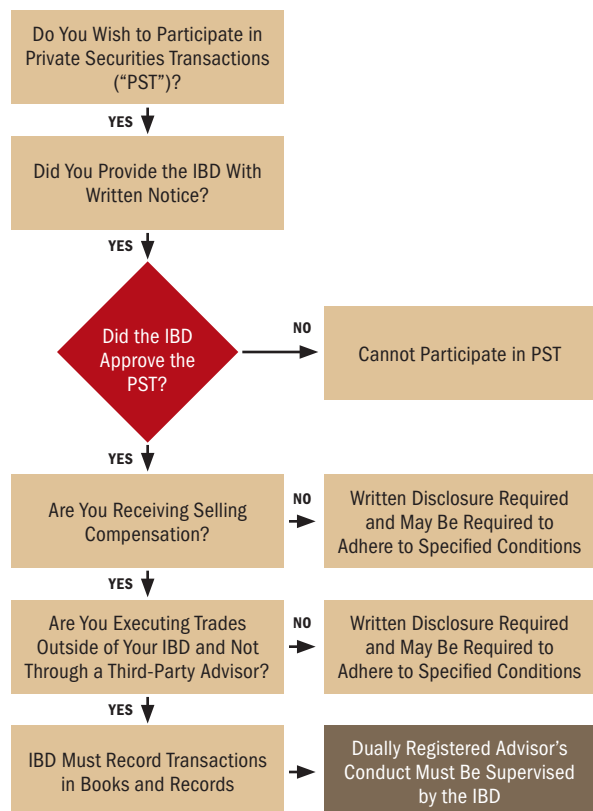 Do You Wish to Participate in
Private Securities Transactions
("PST")?
YES
Did You Provide the IBD With
Written Notice?
YES
Did the IBD
Approve the
PST?
NO
Cannot Participate in PST
YES
Are You Receiving Selling
Compensation?
NO
Written Disclosure Required
and May Be Required to
Adhere to Specified Conditions
YES
Are You Executing Trades
Outside of Your IBD and Not
Through a Third-Party Advisor?
NO
Written Disclosure Required
and May Be Required to
Adhere to Specified Conditions
YES
IBD Must Record Transactions
in Books and Records
Dually Registered Advisor's
Conduct Must Be Supervised
by the IBD